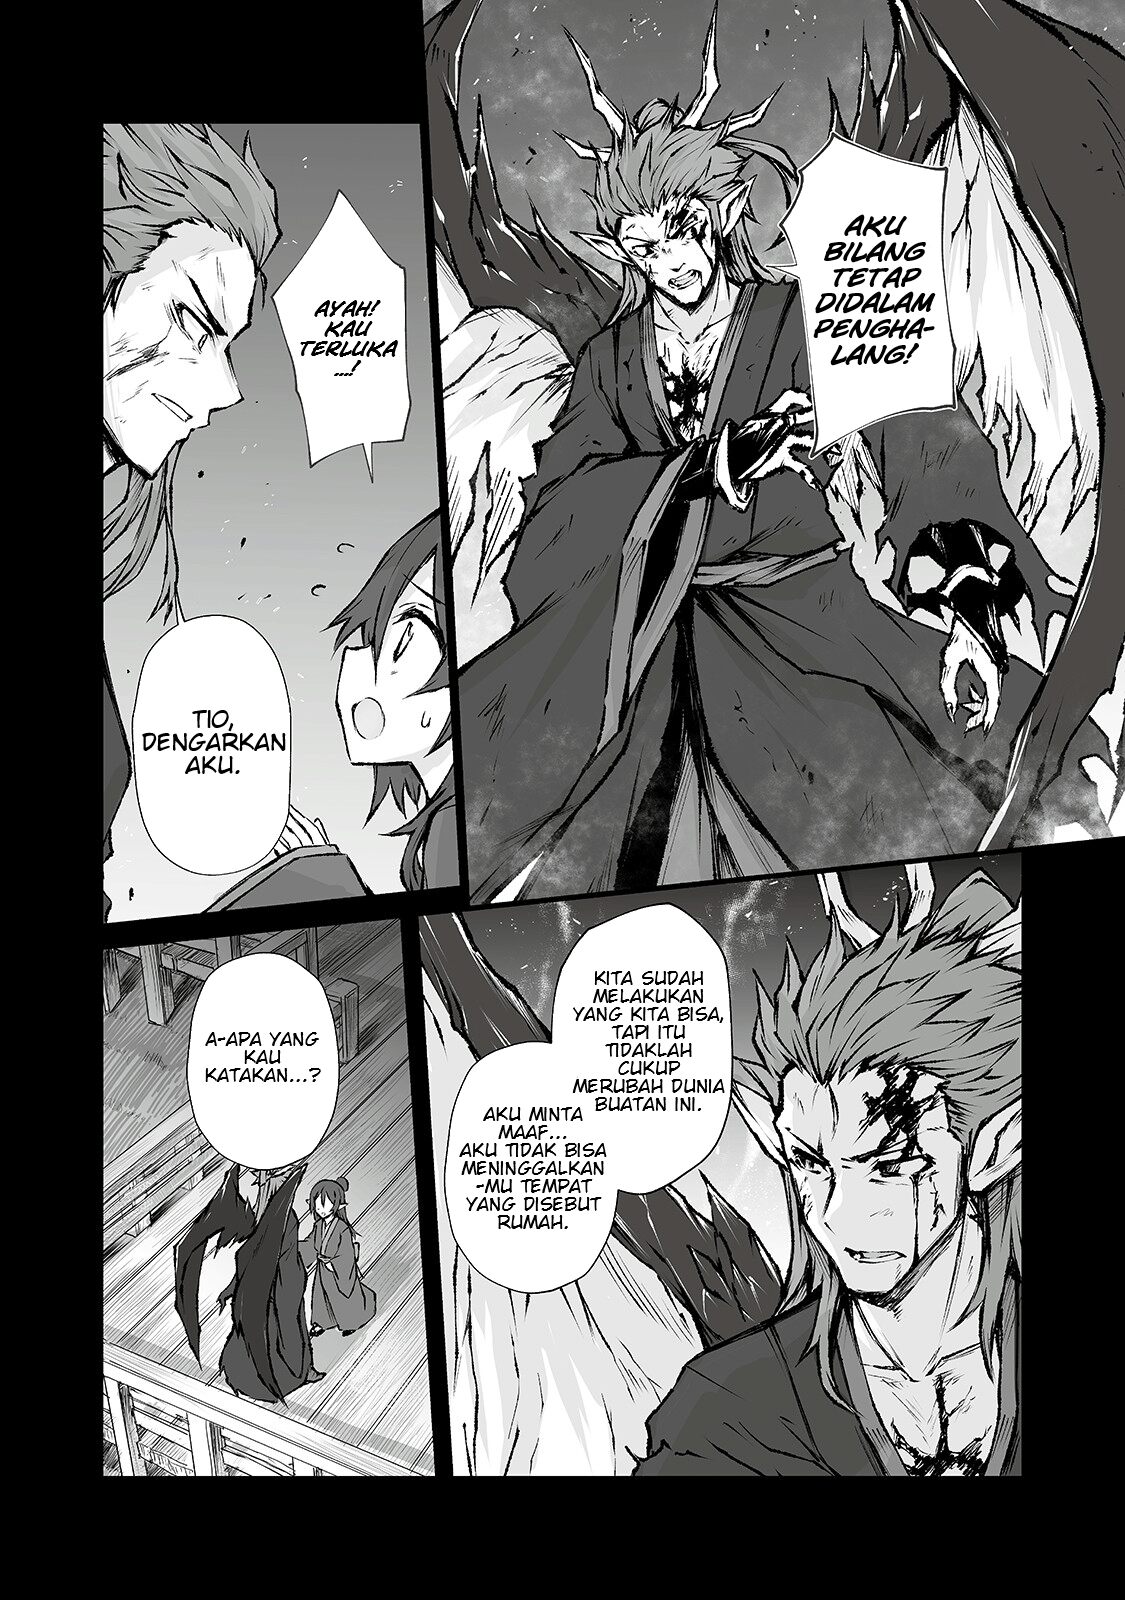 AKU
BILANG
TETAP
DIDALAM
PENGHA-
LANG!
AYAH!
KAU
TERLUKA
....!
TIO,
DENGARKAN
AKU.
KITA SUDAH
MELAKUKAN
YANG KITA BISA,
TAPI ITU
TIDAKLAH
CUKUP
MERUBAH DUNIA
BUATAN INI.
AKU MINTA
MAAF...
AKU TIDAK BISA
MENINGGALKAN
-MU TEMPAT
YANG DISEBUT
RUMAH.
A-APA YANG
KAU
KATAKAN...?